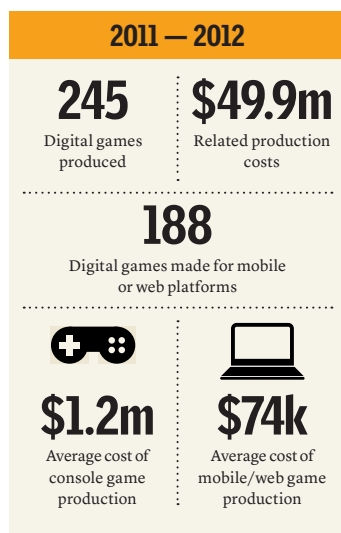 2011 — 2012
245
Digital games
produced
$49.9m
Related production
costs
188
Digital games made for mobile
or web platforms
$1.2m
Average cost of
console game
production
$74k
Average cost of
mobile/web game
production